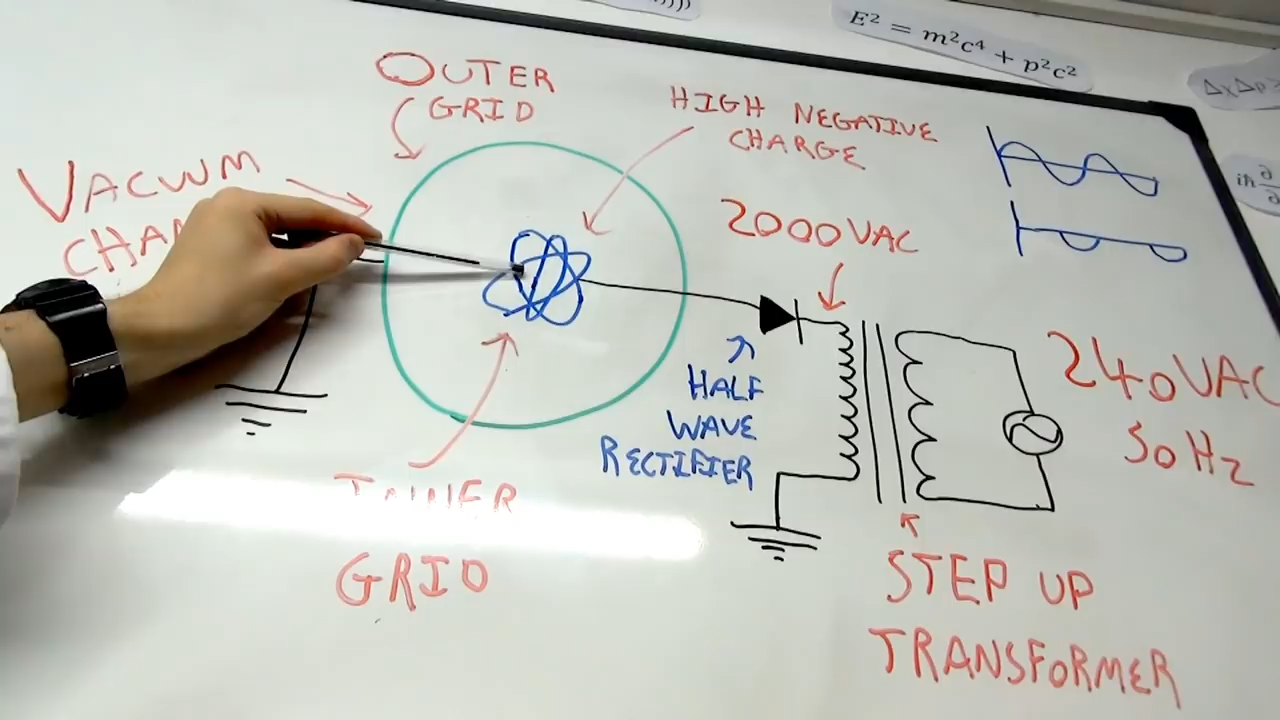 E² = m²c⁴ + p²c²
OUTER
GRID
HIGH NEGATIVE
CHARGE
VACUUM
2000VAC
240VAC
50Hz
HALF
WAVE
RECTIFIER
INNER
GRID
STEP UP
TRANSFORMER